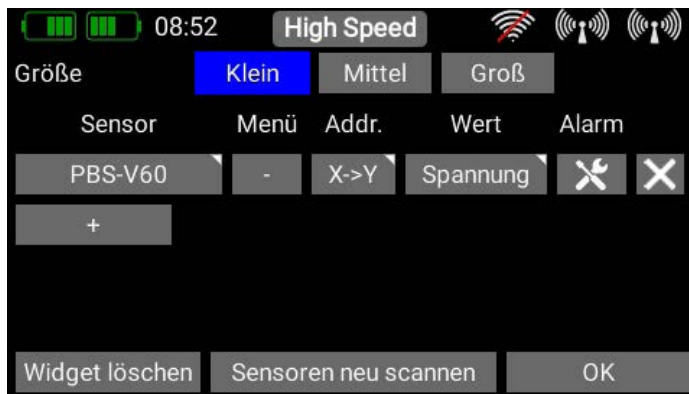 08:52 High Speed
Größe Klein Mittel Groß
Sensor Menü Addr. Wert Alarm
PBS-V60 - X->Y Spannung
+
Widget löschen Sensoren neu scannen OK